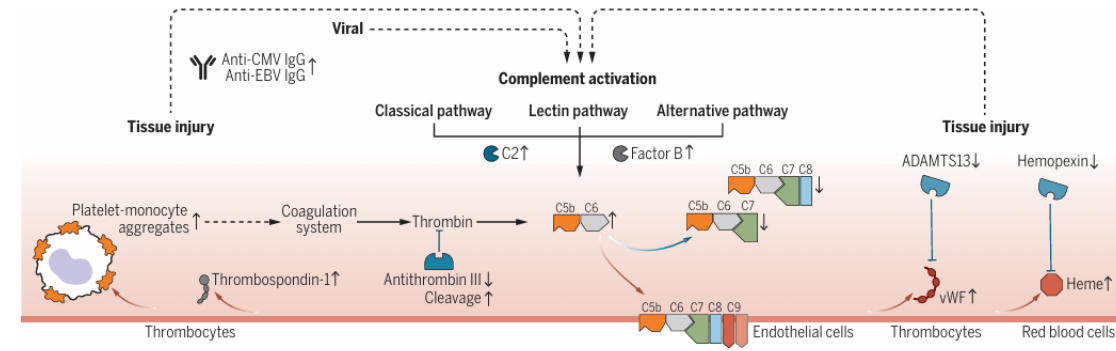 Viral
Anti-CMV IgG↑
Anti-EBV IgG
Complement activation
Classical pathway
Lectin pathway
Alternative pathway
Tissue injury
Tissue injury
C2↑
Factor B↑
ADAMTS13↓
Hemopexin↓
C5b C6 C7 C8
↓
Platelet-monocyte
aggregates ↑
Coagulation
system
Thrombin
C5b C6
↑
C5b C6 C7
↓
Thrombospondin-1↑
Antithrombin III↓
Cleavage↑
vWF↑
Heme↑
C5b C6 C7 C8 C9
Thrombocytes
Endothelial cells
Thrombocytes
Red blood cells